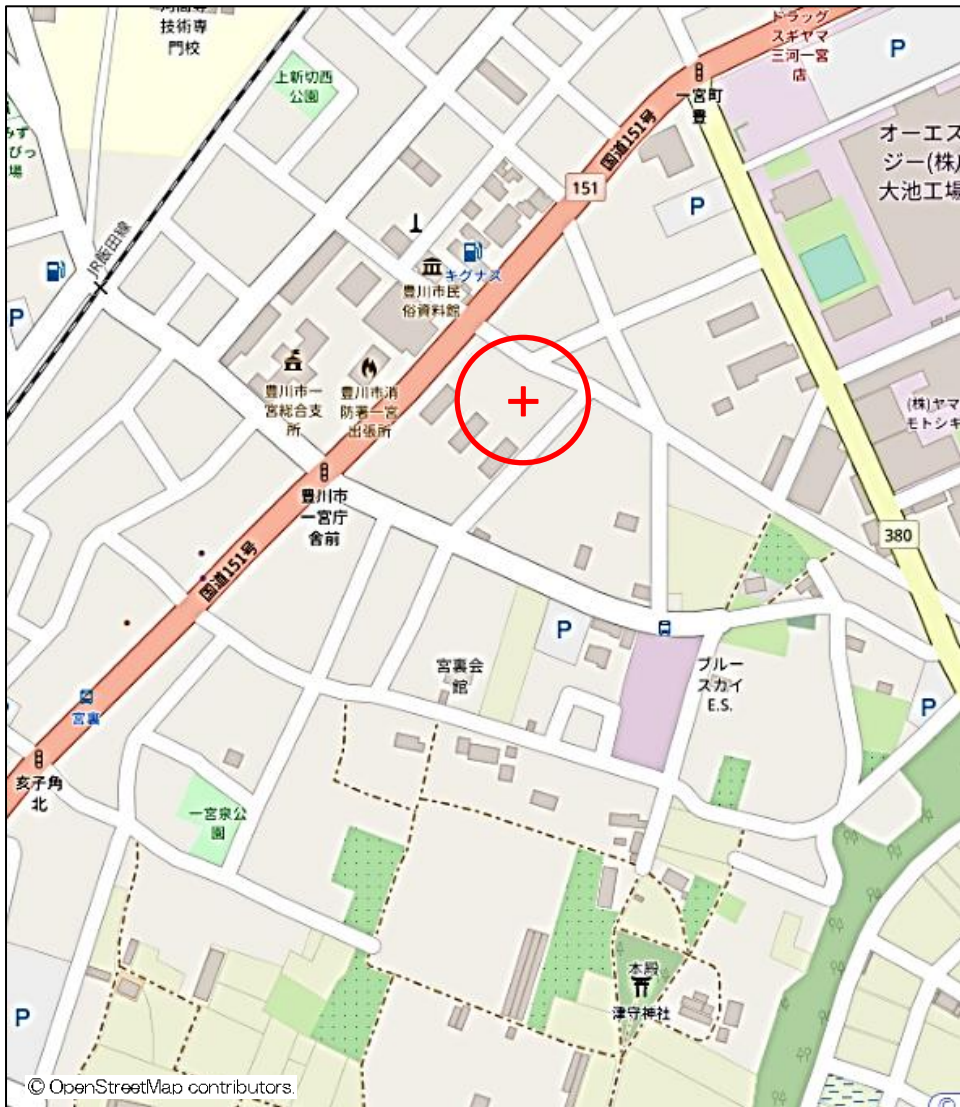 技術専
門校
上新切西
公園
ドラッグ
スギヤマ
三河一宮
店
P
一宮町
豊
国道151号
オーエス
ジー(株)
大池工場
151
P
みず
びっ
場
JR飯田線
キグナス
豊川市民
俗資料館
P
豊川市一
宮総合支
所
豊川市消
防署一宮
出張所
(株)ヤマ
モトシキ
豊川市
一宮庁
舎前
380
国道151号
P
宮裏会
館
ブルー
スカイ
E.S.
P
宮裏
亥子角
北
一宮泉公
園
本殿
津守神社
P
© OpenStreetMap contributors.